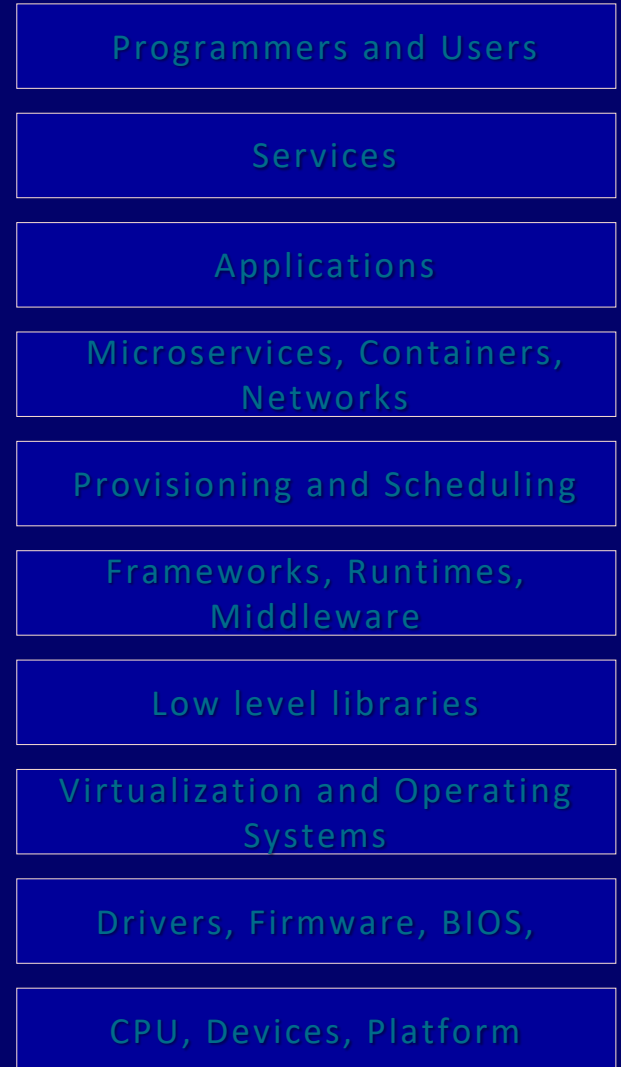 Programmers and Users
Services
Applications
Microservices, Containers,
Networks
Provisioning and Scheduling
Frameworks, Runtimes,
Middleware
Low level libraries
Virtualization and Operating
Systems
Drivers, Firmware, BIOS,
CPU, Devices, Platform